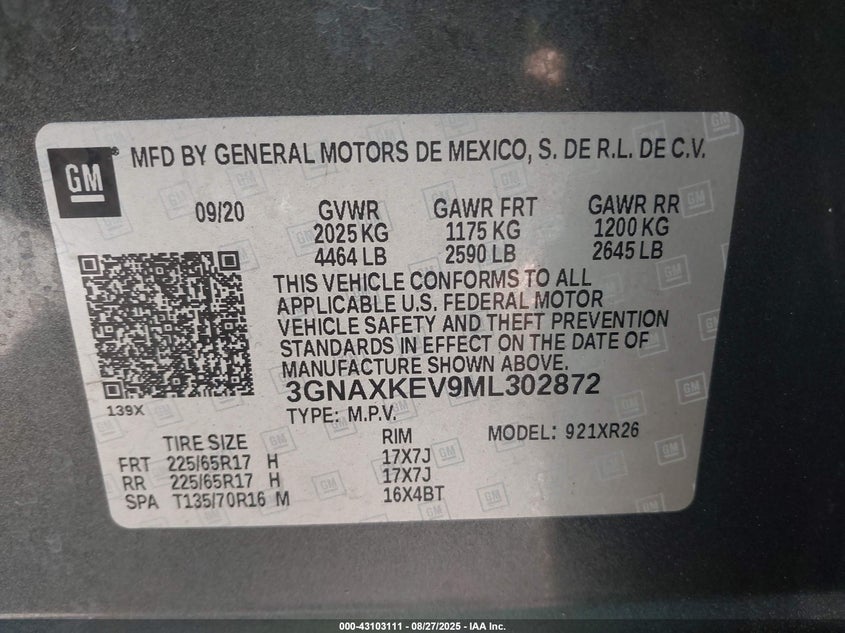 GM® MFD BY GENERAL MOTORS DE MEXICO, S. DE R.L. DE C.V.
09/20 GVWR GAWR FRT GAWR RR
2025 KG 1175 KG 1200 KG
4464 LB 2590 LB 2645 LB
THIS VEHICLE CONFORMS TO ALL
APPLICABLE U.S. FEDERAL MOTOR
VEHICLE SAFETY AND THEFT PREVENTION
STANDARDS IN EFFECT ON THE DATE OF
MANUFACTURE SHOWN ABOVE.
3GNAXKEV9ML302872
139X
TYPE: M.P.V.
TIRE SIZE RIM MODEL: 921XR26
FRT 225/65R17 H 17X7J
RR 225/65R17 H 17X7J
SPA T135/70R16 M 16X4BT
000-43103111 - 08/27/2025 - IAA Inc.